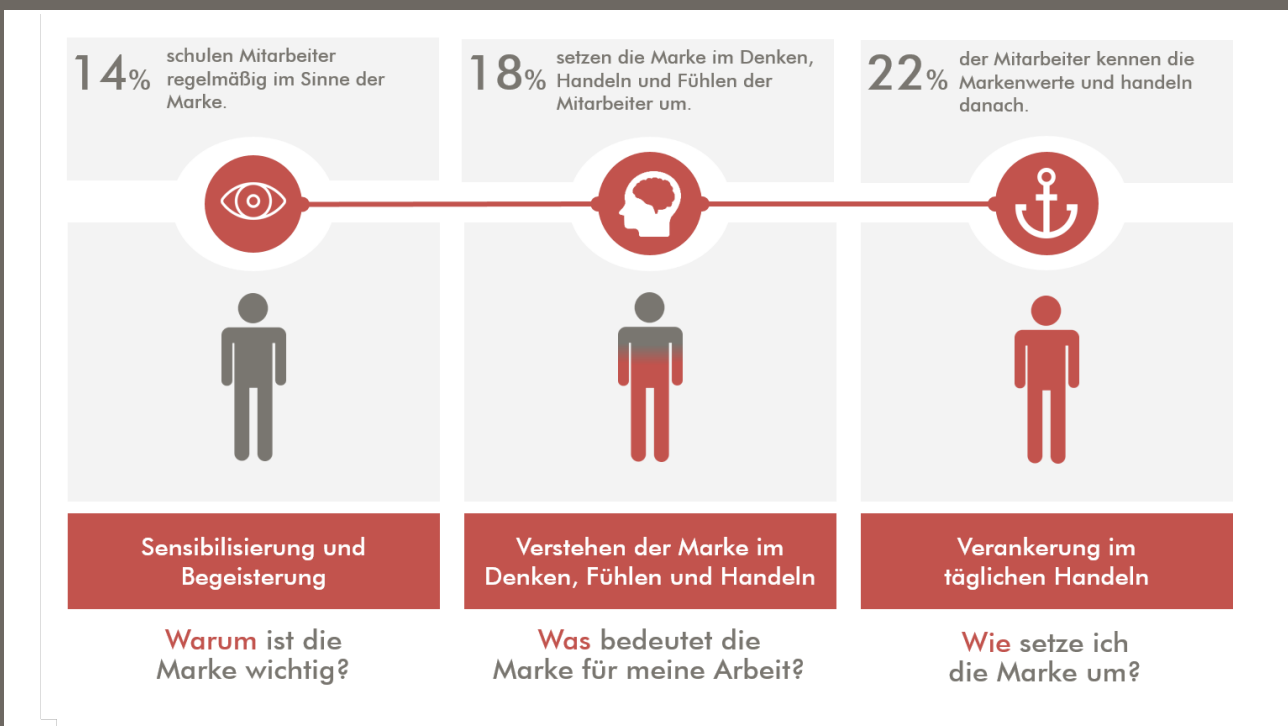 14%
schulen Mitarbeiter
regelmäßig im Sinne der
Marke.
18%
setzen die Marke im Denken,
Handeln und Fühlen der
Mitarbeiter um.
22%
der Mitarbeiter kennen die
Markenwerte und handeln
danach.
Sensibilisierung und
Begeisterung
Verstehen der Marke im
Denken, Fühlen und Handeln
Verankerung im
täglichen Handeln
Warum ist die
Marke wichtig?
Was bedeutet die
Marke für meine Arbeit?
Wie setze ich
die Marke um?